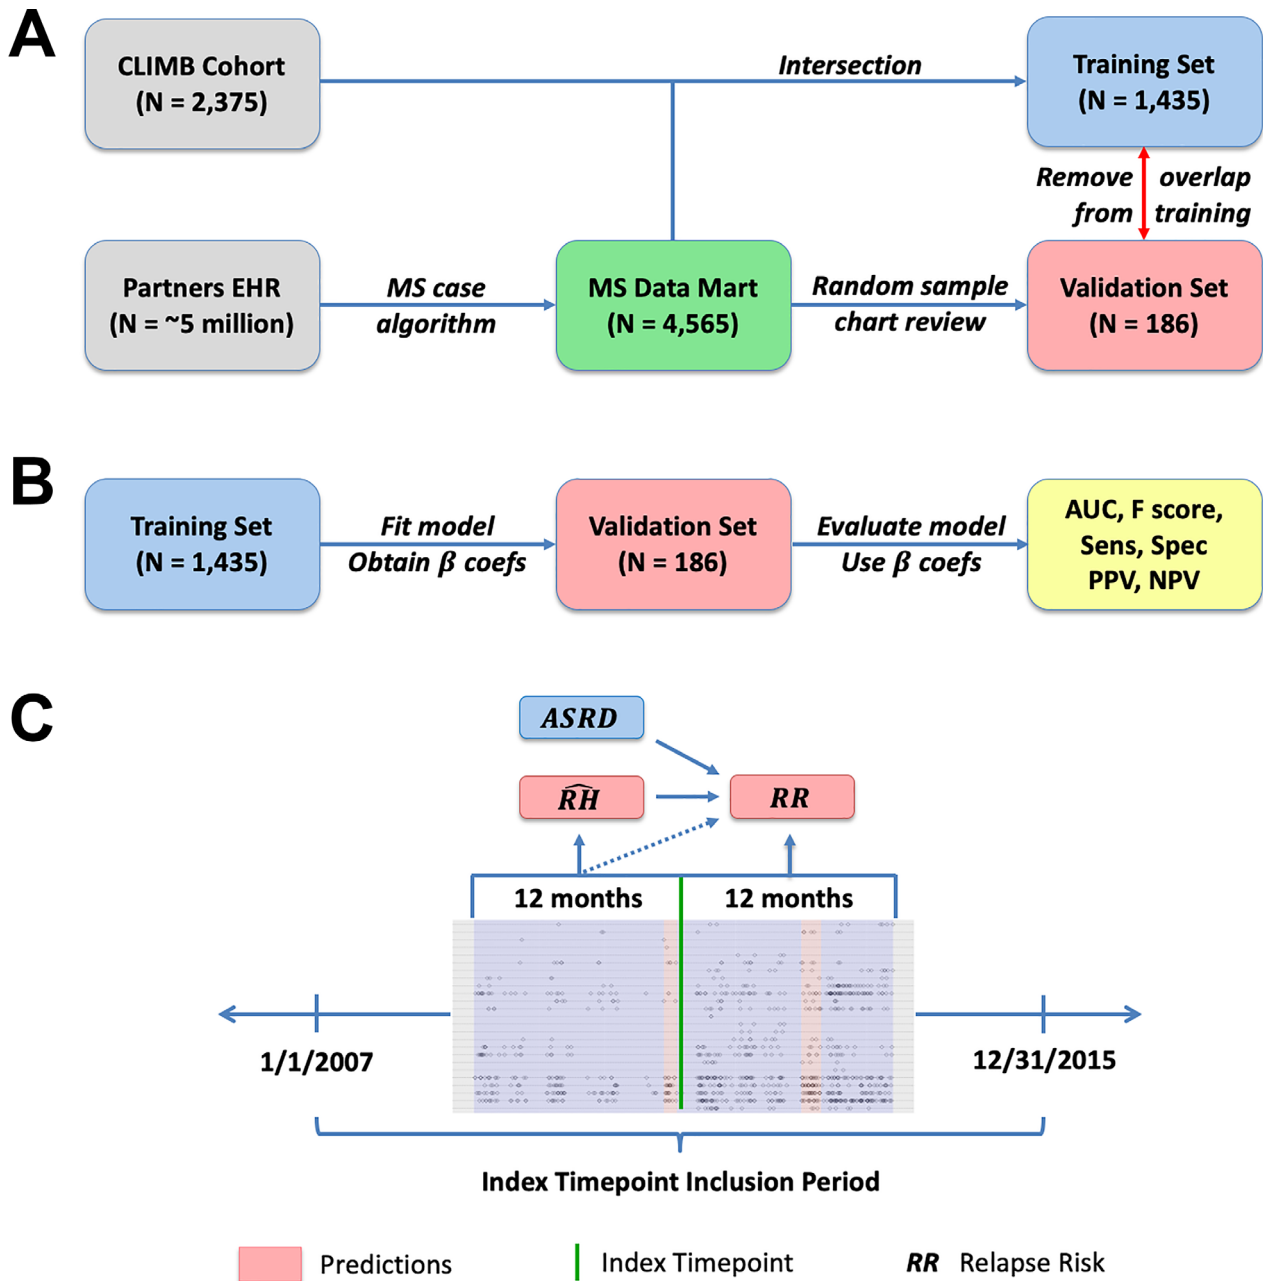 A
CLIMB Cohort
(N = 2,375)
Intersection
Training Set
(N = 1,435)
Remove overlap
from training
Partners EHR
(N = ~5 million)
MS case
algorithm
MS Data Mart
(N = 4,565)
Random sample
chart review
Validation Set
(N = 186)
B
Training Set
(N = 1,435)
Fit model
Obtain β coefs
Validation Set
(N = 186)
Evaluate model
Use β coefs
AUC, F score,
Sens, Spec
PPV, NPV
C
ASRD
R̂H
RR
12 months
12 months
1/1/2007
12/31/2015
Index Timepoint Inclusion Period
Predictions
Index Timepoint
RR Relapse Risk